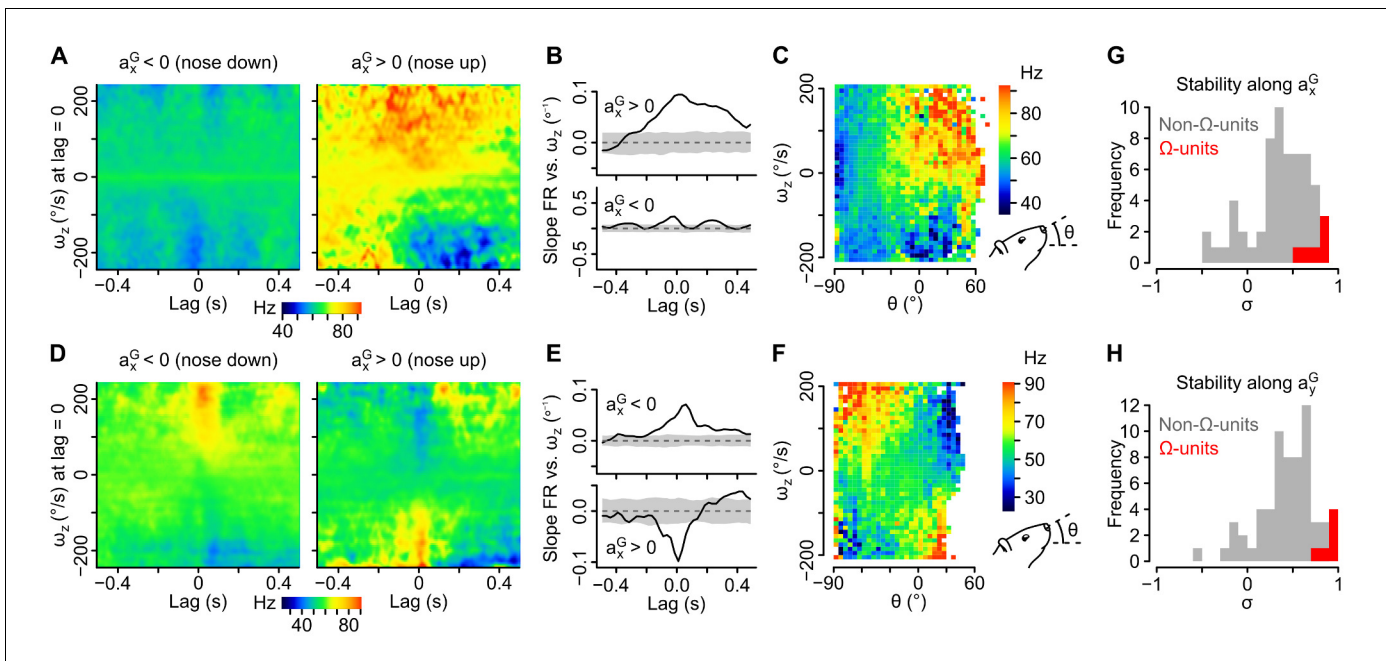 A
a_x^G < 0 (nose down)
a_x^G > 0 (nose up)
ω_z (°/s) at lag = 0
200
0
−200
−0.4
0
0.4
Lag (s)
−0.4
0
0.4
Lag (s)
Hz
40
80
B
Slope FR vs. ω_z (°⁻¹)
0.1
0.0
a_x^G > 0
0.5
0.0
−0.5
a_x^G < 0
−0.4
0
0.4
Lag (s)
C
ω_z (°/s)
200
0
−200
−90
0
60
θ (°)
Hz
80
60
40
θ
G
Stability along a_x^G
Non-Ω-units
Ω-units
Frequency
10
8
6
4
2
0
−1
0
1
σ
D
a_x^G < 0 (nose down)
a_x^G > 0 (nose up)
ω_z (°/s) at lag = 0
200
0
−200
−0.4
0
0.4
Lag (s)
−0.4
0
0.4
Lag (s)
Hz
40
80
E
Slope FR vs. ω_z (°⁻¹)
0.1
0.0
a_x^G < 0
0.0
−0.1
a_x^G > 0
−0.4
0
0.4
Lag (s)
F
ω_z (°/s)
200
0
−200
−90
0
60
θ (°)
Hz
90
70
50
30
θ
H
Stability along a_y^G
Non-Ω-units
Ω-units
Frequency
12
10
8
6
4
2
0
−1
0
1
σ